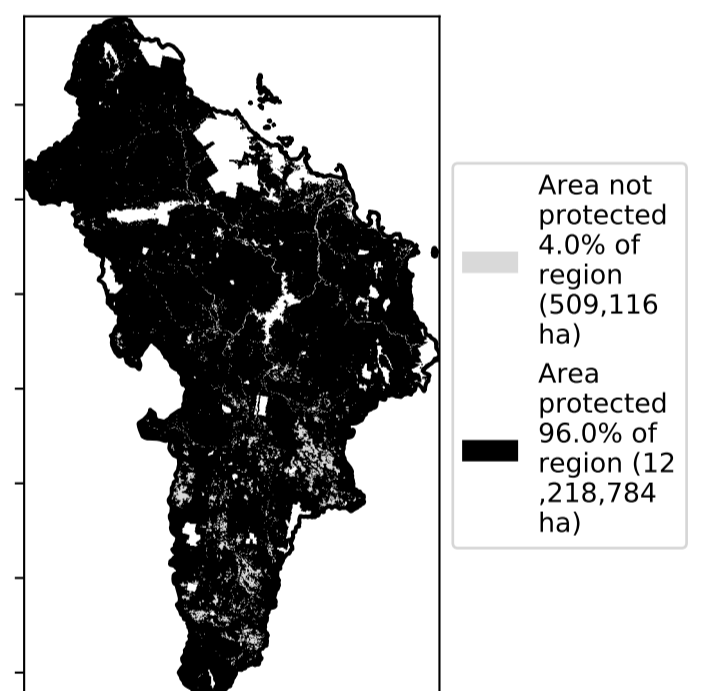 Area not
protected
4.0% of
region
(509,116
ha)
Area
protected
96.0% of
region (12
,218,784
ha)